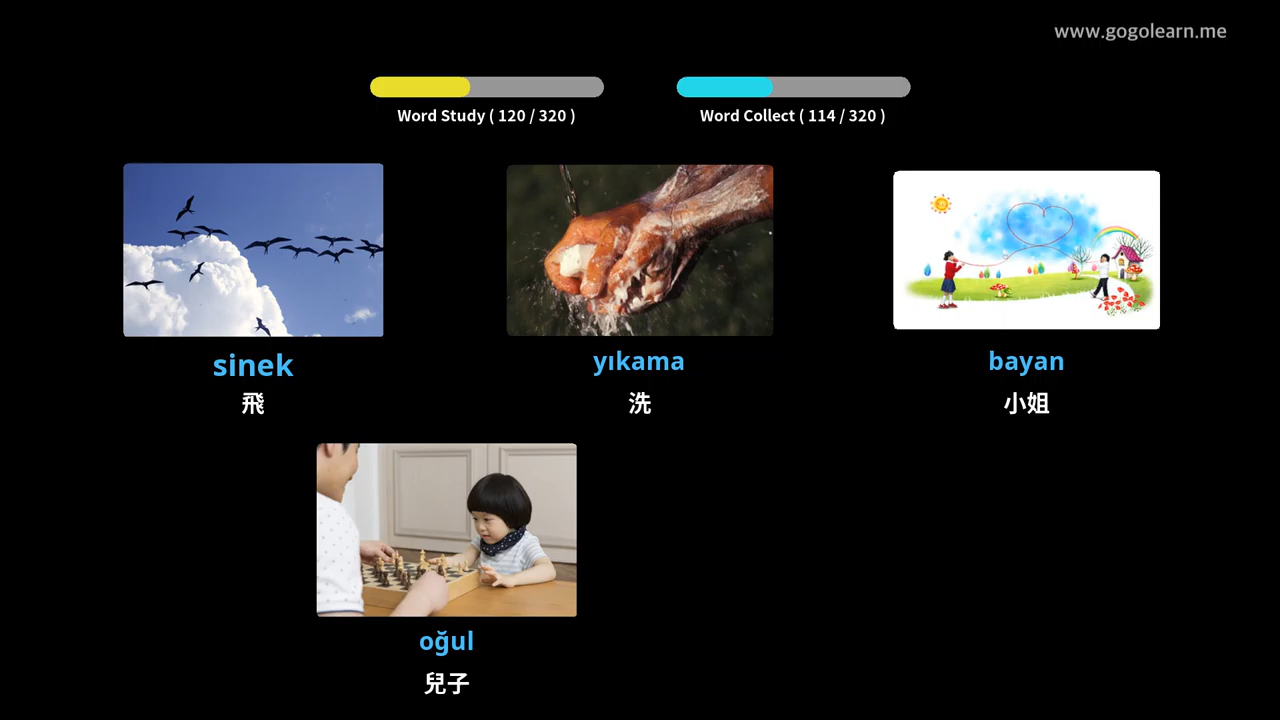 www.gogolearn.me
Word Study ( 120 / 320 )
Word Collect ( 114 / 320 )
sinek
飛
yıkama
洗
bayan
小姐
oğul
兒子